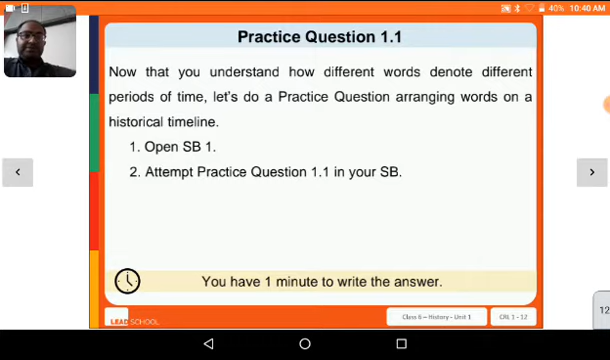 40% 10:40 AM
Practice Question 1.1
Now that you understand how different words denote different
periods of time, let's do a Practice Question arranging words on a
historical timeline.
1. Open SB 1.
2. Attempt Practice Question 1.1 in your SB.
You have 1 minute to write the answer.
LEAD SCHOOL
Class 6 – History - Unit 1
CRL 1 - 12
12